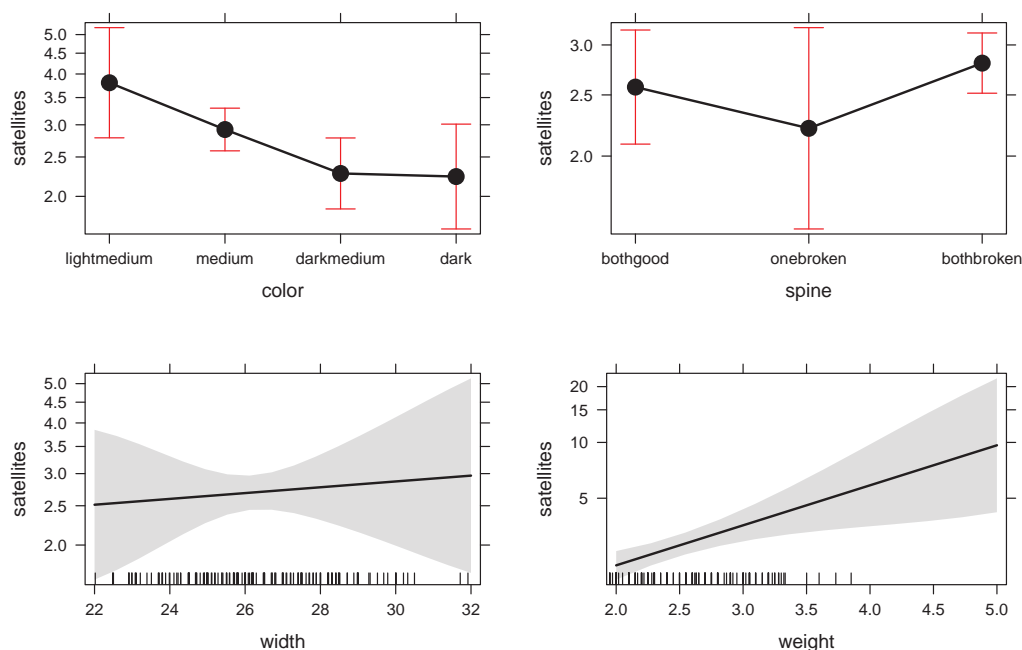 5.0
4.5
4.0
3.5
3.0
2.5
2.0
satellites
lightmedium medium darkmedium dark
color
3.0
2.5
2.0
satellites
bothgood onebroken bothbroken
spine
5.0
4.5
4.0
3.5
3.0
2.5
2.0
satellites
22 24 26 28 30 32
width
20
15
10
5
satellites
2.0 2.5 3.0 3.5 4.0 4.5 5.0
weight